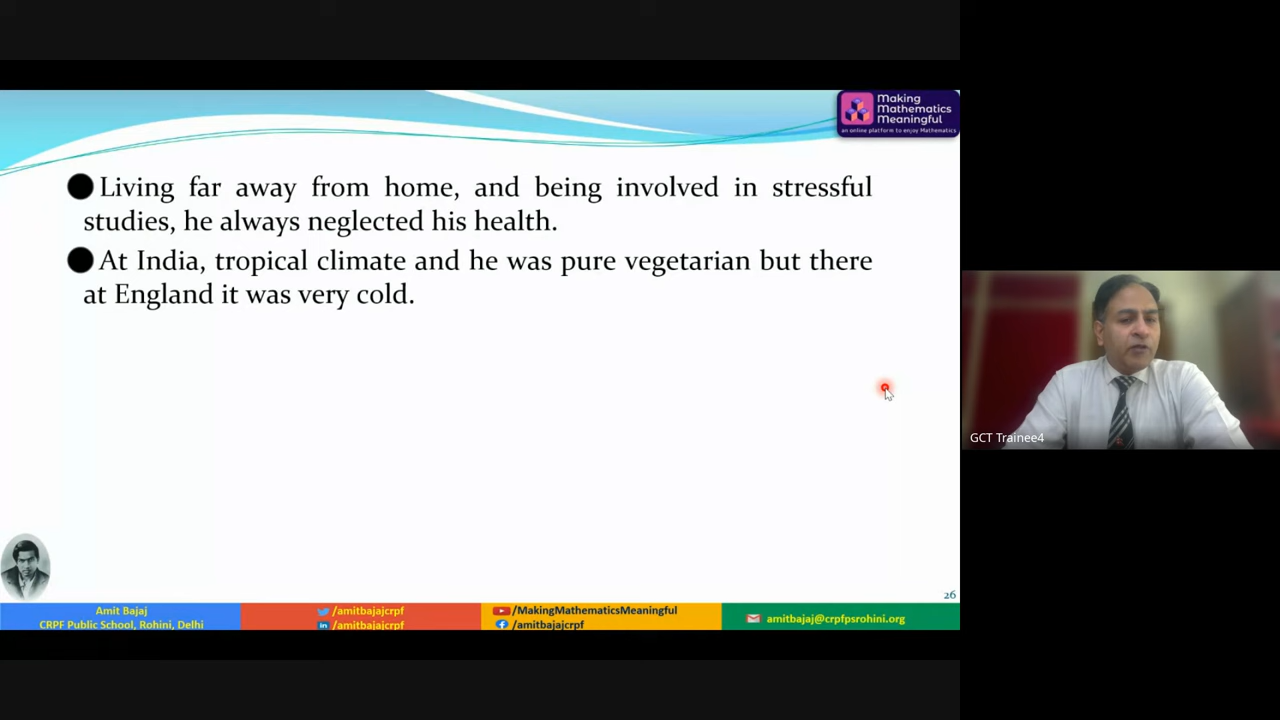 Making
Mathematics
Meaningful
an online platform to enjoy Mathematics
Living far away from home, and being involved in stressful
studies, he always neglected his health.
At India, tropical climate and he was pure vegetarian but there
at England it was very cold.
GCT Trainee4
26
Amit Bajaj
CRPF Public School, Rohini, Delhi
/amitbajajcrpf
/amitbajajcrpf
/MakingMathematicsMeaningful
/amitbajajcrpf
amitbajaj@crpfpsrohini.org